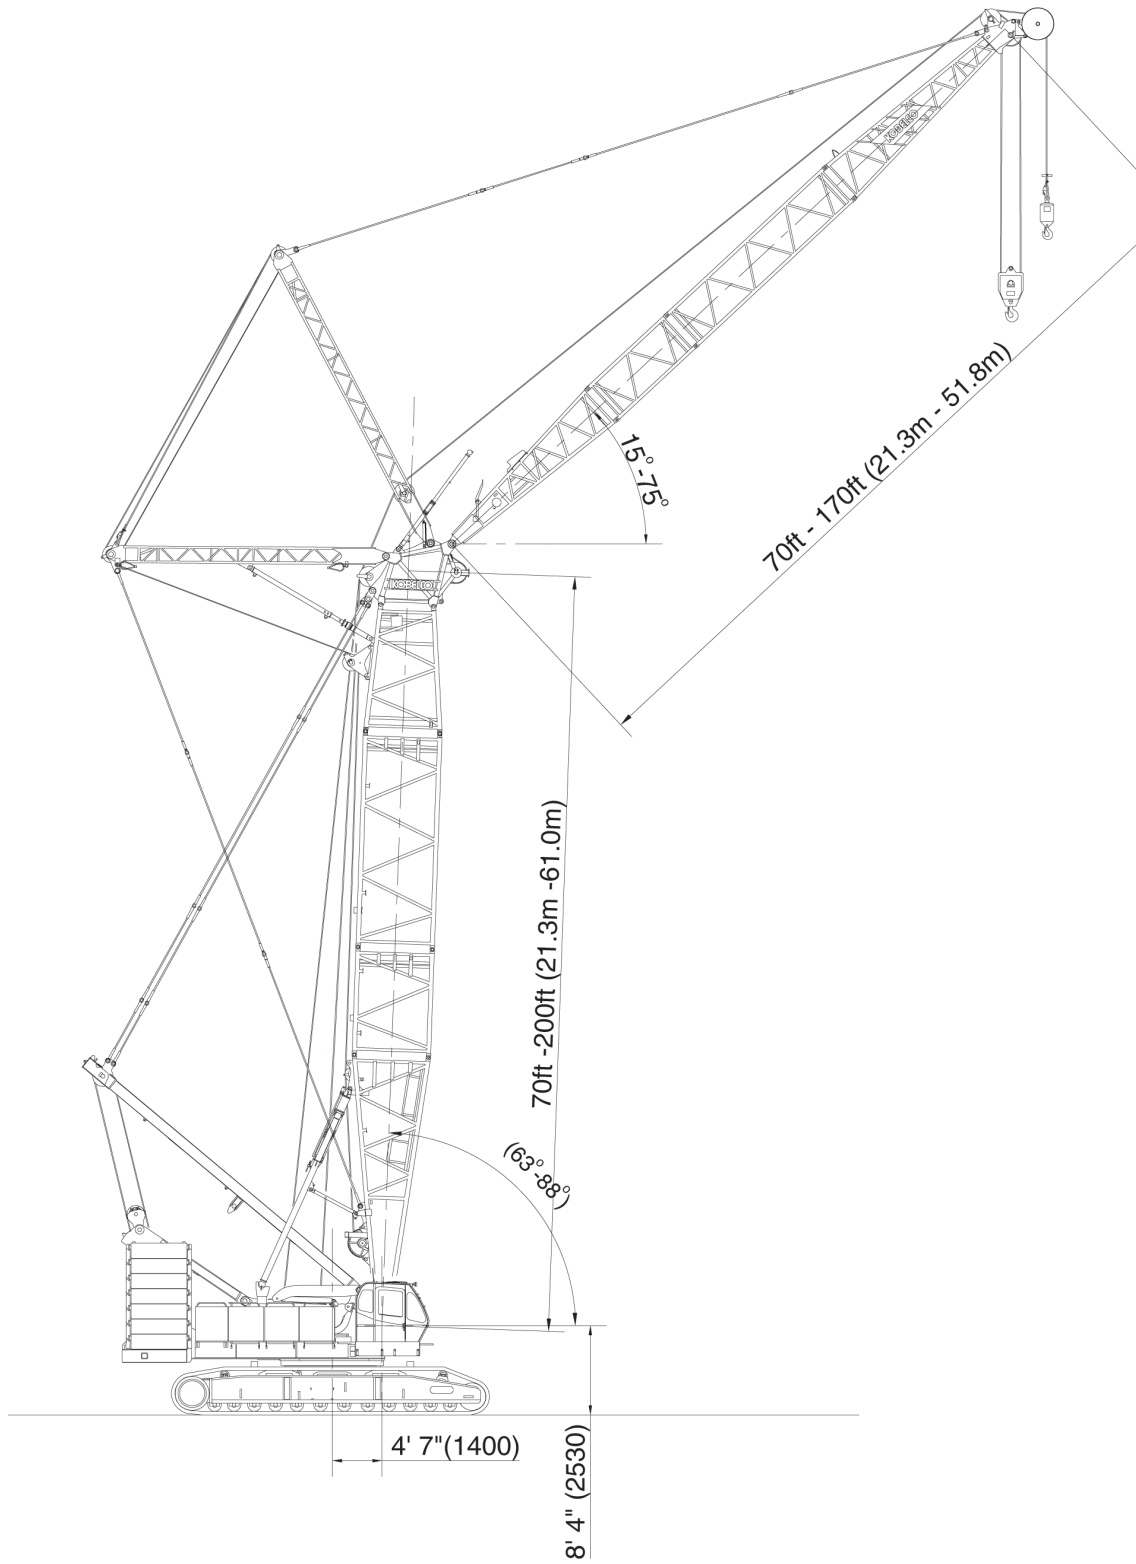 KOBELCO
15°-75°
70ft - 170ft (21.3m - 51.8m)
KOBELCO
70ft -200ft (21.3m -61.0m)
(63°-88°)
4' 7"(1400)
8' 4" (2530)